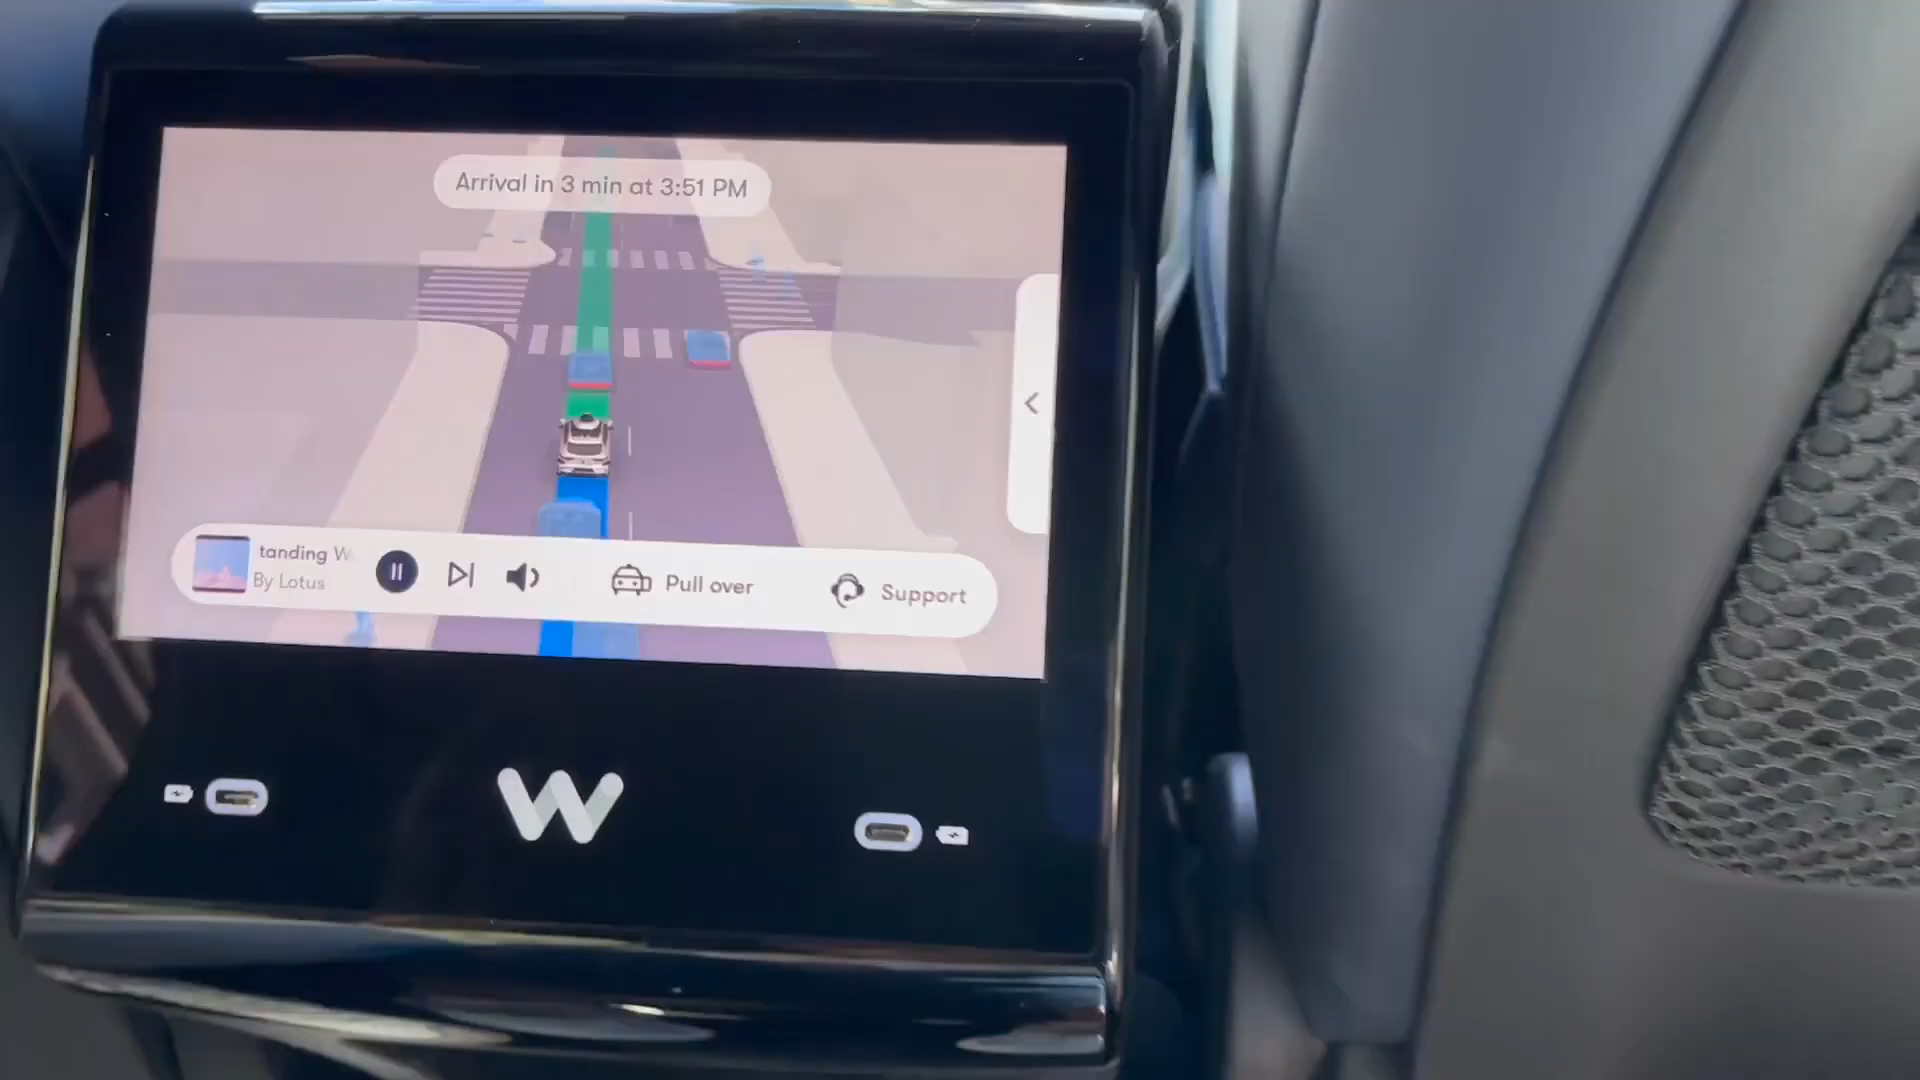 Arrival in 3 min at 3:51 PM
tanding W
By Lotus
Pull over
Support